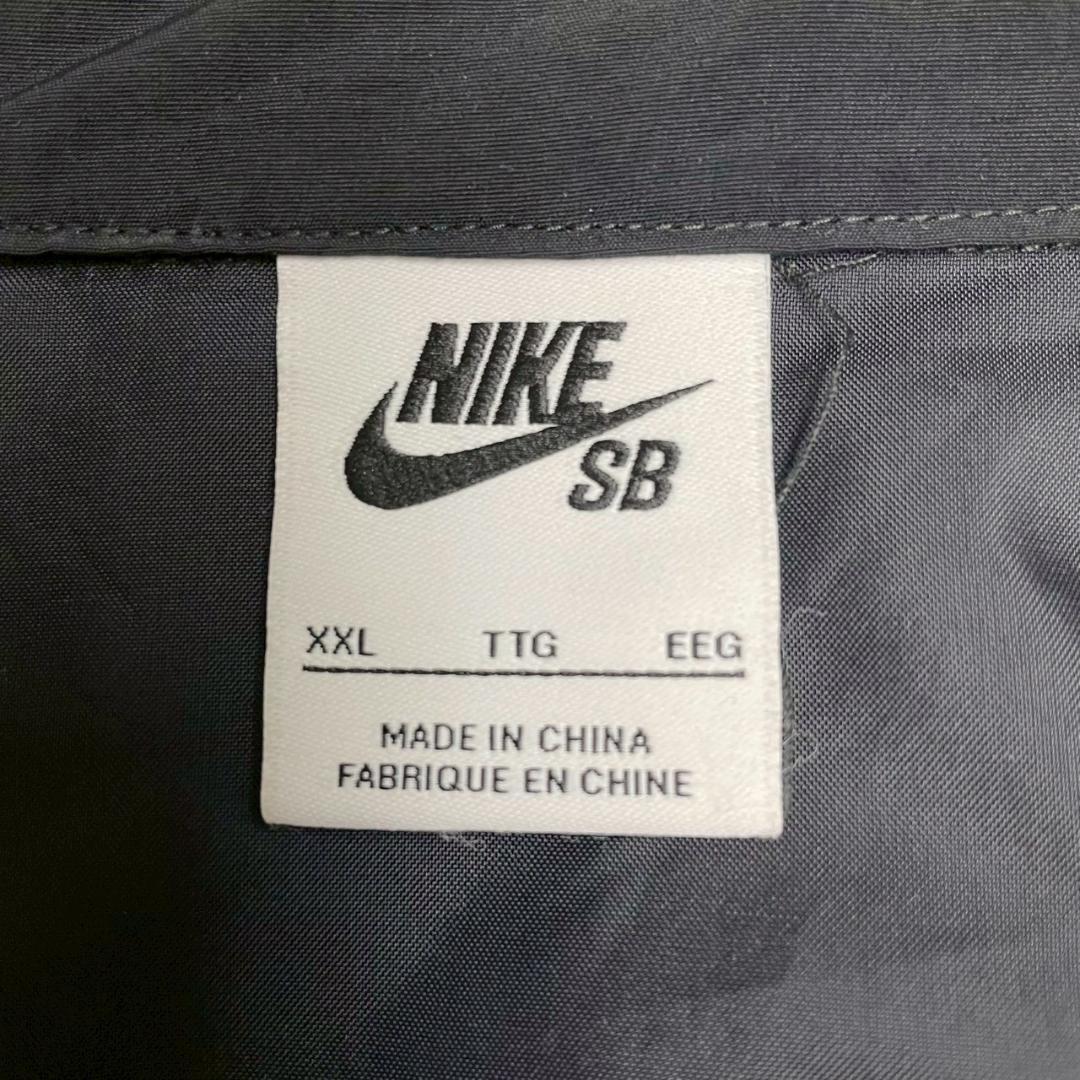 NIKE
SB
XXL TTG EEG
MADE IN CHINA
FABRIQUE EN CHINE